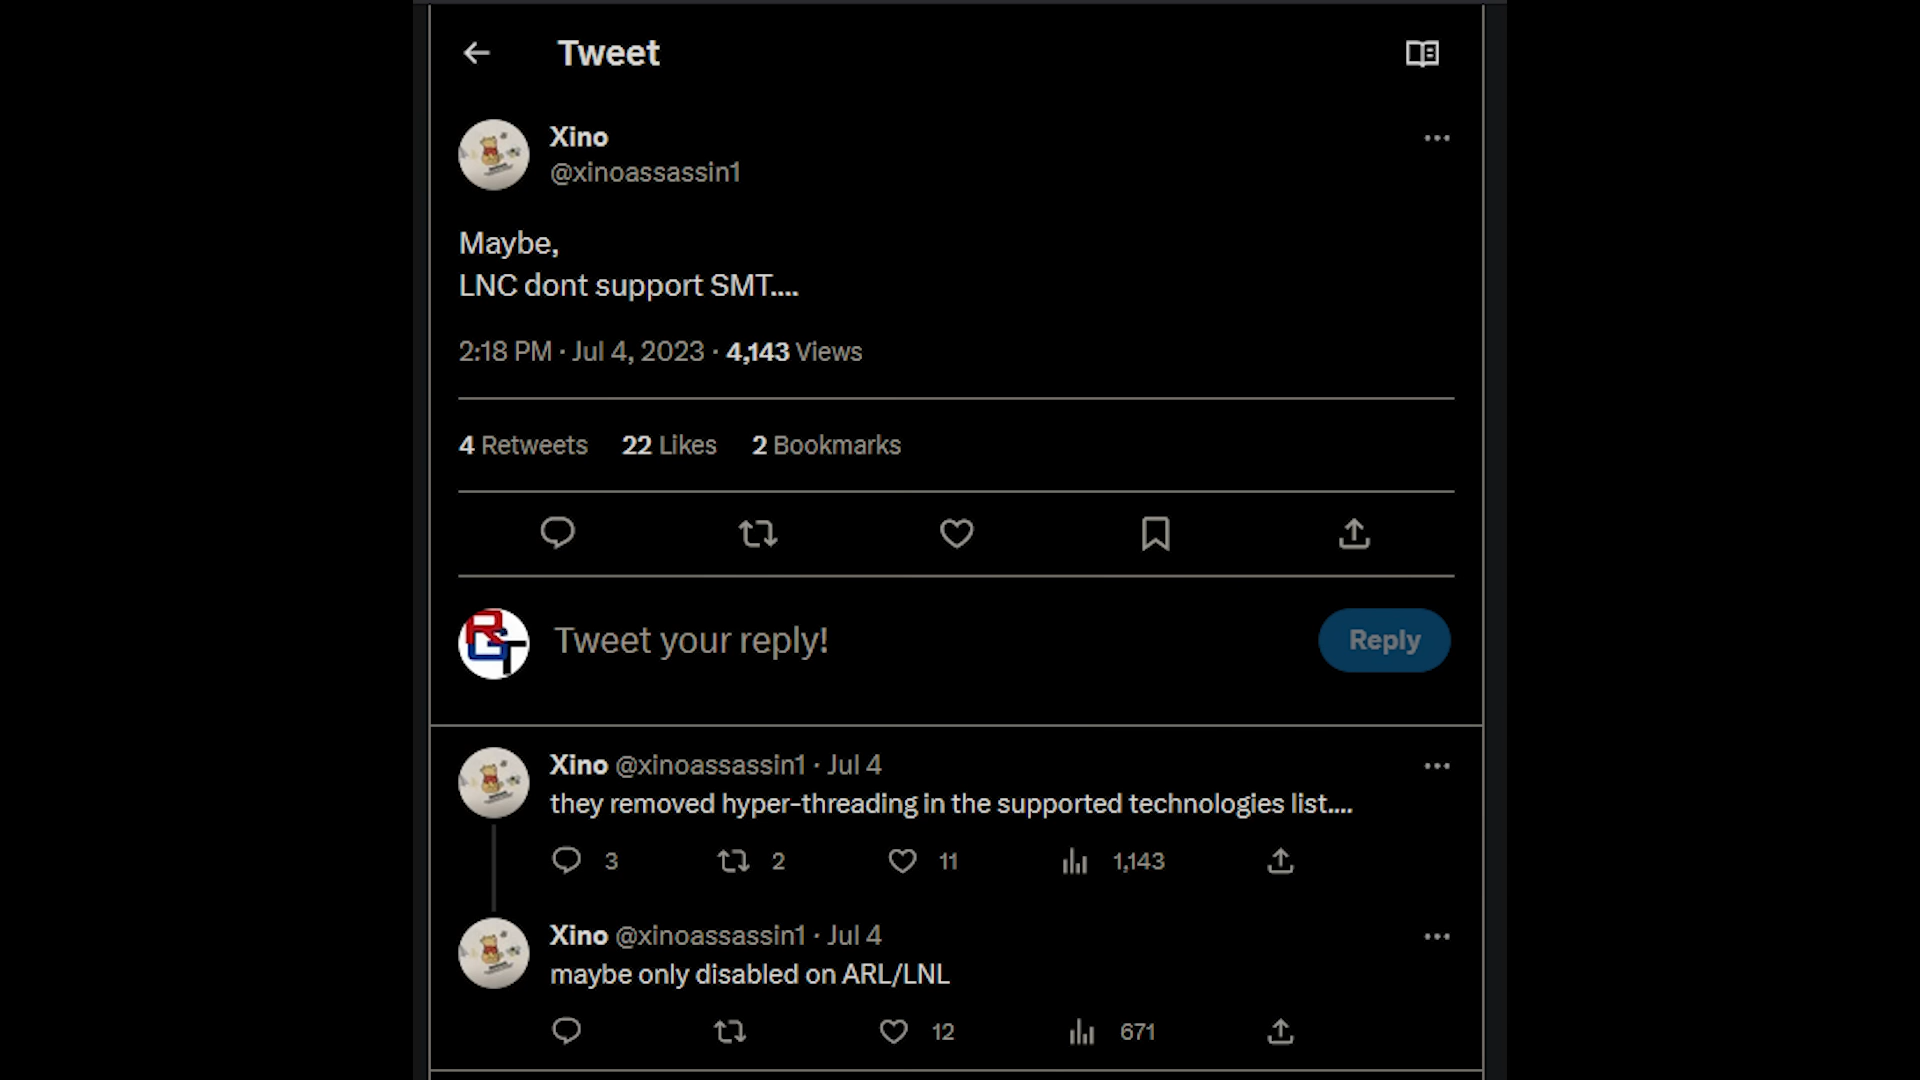 Tweet
Xino
@xinoassassin1
Maybe,
LNC dont support SMT....
2:18 PM · Jul 4, 2023 · 4,143 Views
4 Retweets 22 Likes 2 Bookmarks
RGT
Tweet your reply!
Reply
Xino @xinoassassin1 · Jul 4
they removed hyper-threading in the supported technologies list....
3 2 11 1,143
Xino @xinoassassin1 · Jul 4
maybe only disabled on ARL/LNL
12 671